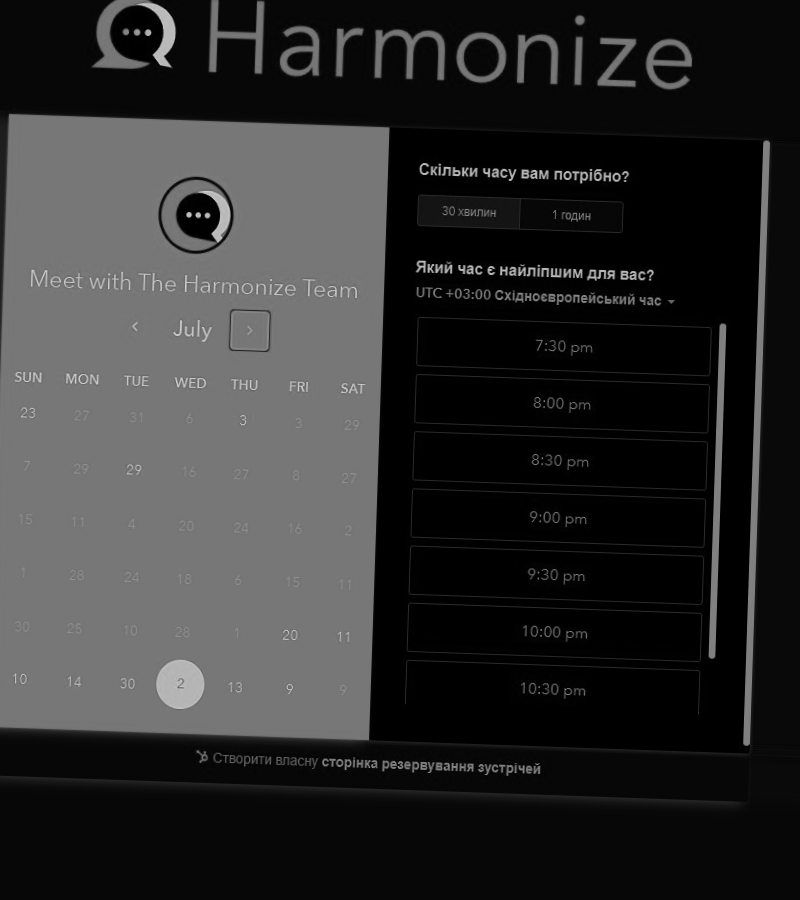 Harmonize
Meet with The Harmonize Team
July
SUN MON TUE WED THU FRI SAT
23 27 31 6 3 3 29
7 29 29 16 27 8 27
15 11 4 20 24 16 2
1 28 24 18 6 15 11
30 25 10 28 1 20 11
10 14 30 2 13 9 9
Скільки часу вам потрібно?
30 хвилин 1 годин
Який час є найліпшим для вас?
UTC +03:00 Східноєвропейський час
7:30 pm
8:00 pm
8:30 pm
9:00 pm
9:30 pm
10:00 pm
10:30 pm
Створити власну сторінка резервування зустрічей